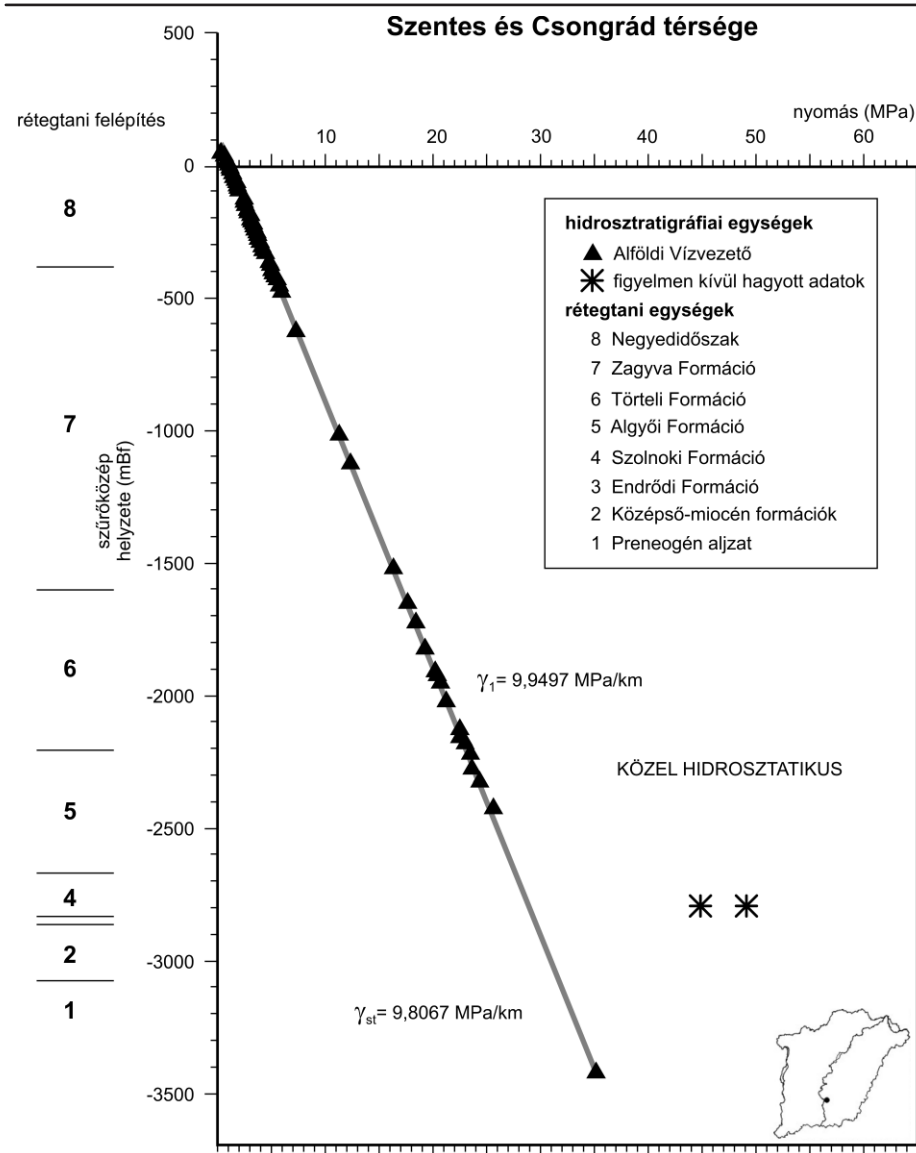 Szentes és Csongrád térsége
500
rétegtani felépítés
nyomás (MPa)
10
20
30
40
50
60
0
8
hidrosztratigráfiai egységek
Alföldi Vízvezető
figyelmen kívül hagyott adatok
rétegtani egységek
8 Negyedidőszak
7 Zagyva Formáció
6 Törteli Formáció
5 Algyői Formáció
4 Szolnoki Formáció
3 Endrődi Formáció
2 Középső-miocén formációk
1 Preneogén aljzat
-500
7
-1000
szűrőközép
helyzete (mBf)
-1500
6
γ1= 9,9497 MPa/km
-2000
KÖZEL HIDROSZTATIKUS
5
-2500
4
2
-3000
1
γst= 9,8067 MPa/km
-3500